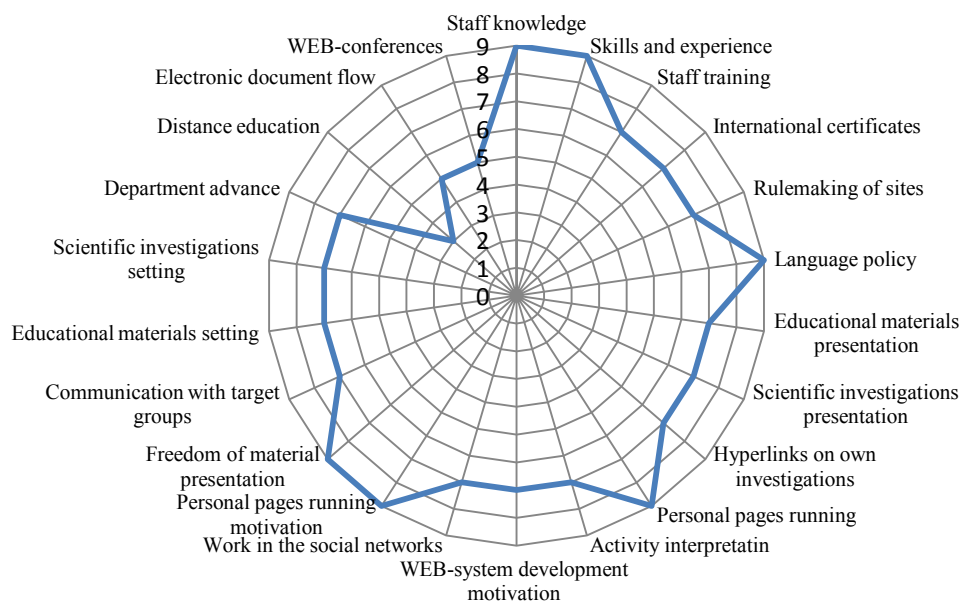 Staff knowledge
Skills and experience
Staff training
International certificates
Rulemaking of sites
Language policy
Educational materials
presentation
Scientific investigations
presentation
Hyperlinks on own
investigations
Personal pages running
Activity interpretatin
WEB-system development
motivation
Work in the social networks
Personal pages running
motivation
Freedom of material
presentation
Communication with target
groups
Educational materials setting
Scientific investigations
setting
Department advance
Distance education
Electronic document flow
WEB-conferences
9
8
7
6
5
4
3
2
1
0